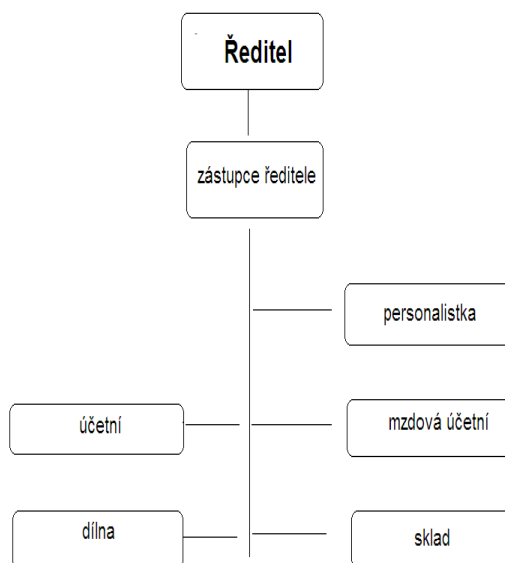 Ředitel
zástupce ředitele
personalistka
účetní
mzdová účetní
dílna
sklad